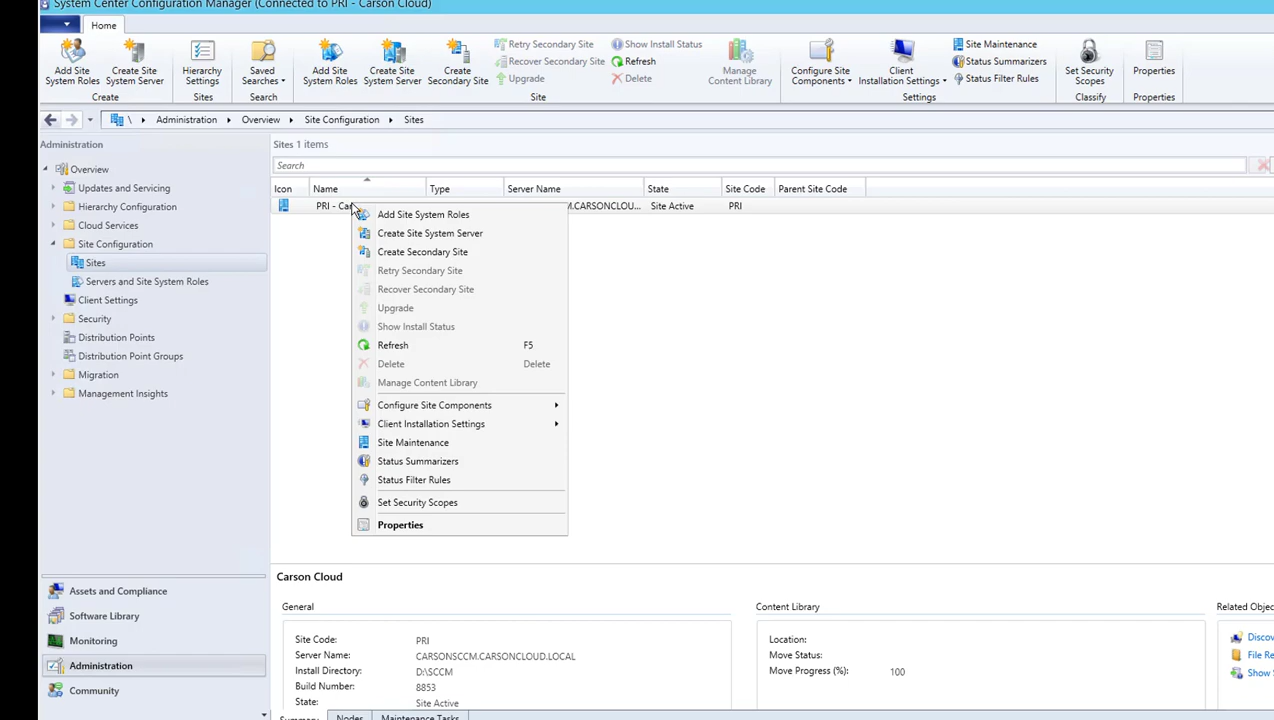 System Center Configuration Manager (Connected to PRI - Carson Cloud)
Home
Add Site System Roles
Create Site System Server
Hierarchy Settings
Saved Searches
Add Site System Roles
Create Site System Server
Create Secondary Site
Retry Secondary Site
Recover Secondary Site
Upgrade
Show Install Status
Refresh
Delete
Manage Content Library
Configure Site Components
Client Installation Settings
Site Maintenance
Status Summarizers
Status Filter Rules
Set Security Scopes
Properties
Create
Sites
Search
Site
Settings
Classify
Properties
\ Administration Overview Site Configuration Sites
Administration
Overview
Updates and Servicing
Hierarchy Configuration
Cloud Services
Site Configuration
Sites
Servers and Site System Roles
Client Settings
Security
Distribution Points
Distribution Point Groups
Migration
Management Insights
Assets and Compliance
Software Library
Monitoring
Administration
Community
Sites 1 items
Search
Icon Name Type Server Name State Site Code Parent Site Code
PRI - M.CARSONCLOU... Site Active PRI
Add Site System Roles
Create Site System Server
Create Secondary Site
Retry Secondary Site
Recover Secondary Site
Upgrade
Show Install Status
Refresh F5
Delete Delete
Manage Content Library
Configure Site Components
Client Installation Settings
Site Maintenance
Status Summarizers
Status Filter Rules
Set Security Scopes
Properties
Carson Cloud
General
Site Code: PRI
Server Name: CARSONSCCM.CARSONCLOUD.LOCAL
Install Directory: D:\SCCM
Build Number: 8853
State: Site Active
Content Library
Location:
Move Status:
Move Progress (%): 100
Related Objec
Discov
File Re
Show S
Summary Nodes Maintenance Tasks